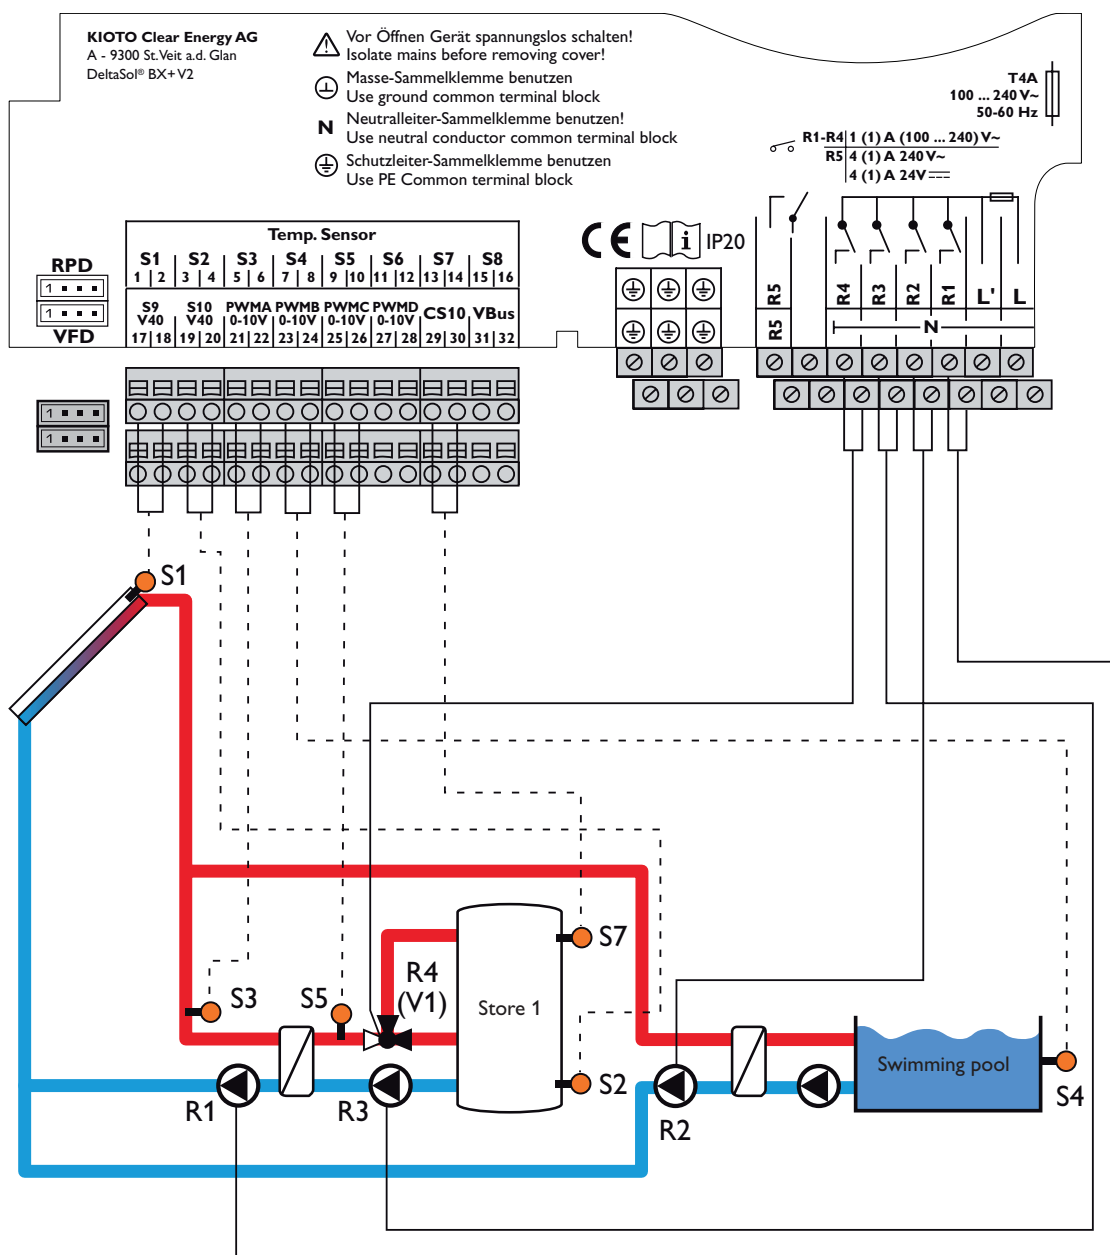 KIOTO Clear Energy AG
A - 9300 St. Veit a.d. Glan
DeltaSol® BX+ V2
Vor Öffnen Gerät spannungslos schalten!
Isolate mains before removing cover!
Masse-Sammelklemme benutzen
Use ground common terminal block
N Neutralleiter-Sammelklemme benutzen!
Use neutral conductor common terminal block
Schutzleiter-Sammelklemme benutzen
Use PE Common terminal block
T4A
100 ... 240 V~
50-60 Hz
R1-R4 1 (1) A (100 ... 240) V~
R5 4 (1) A 240 V~
4 (1) A 24V ⎓
Temp. Sensor
S1 S2 S3 S4 S5 S6 S7 S8
1 2 3 4 5 6 7 8 9 10 11 12 13 14 15 16
S9 S10 PWMA PWMB PWMC PWMD CS10 VBus
V40 V40 0-10V 0-10V 0-10V 0-10V
17 18 19 20 21 22 23 24 25 26 27 28 29 30 31 32
RPD
1
1
VFD
1
1
CE i IP20
R5 R4 R3 R2 R1 L' L
R5 N
S1
S7
R4
(V1)
S3
S5
Store 1
Swimming pool
S2
S4
R1
R3
R2